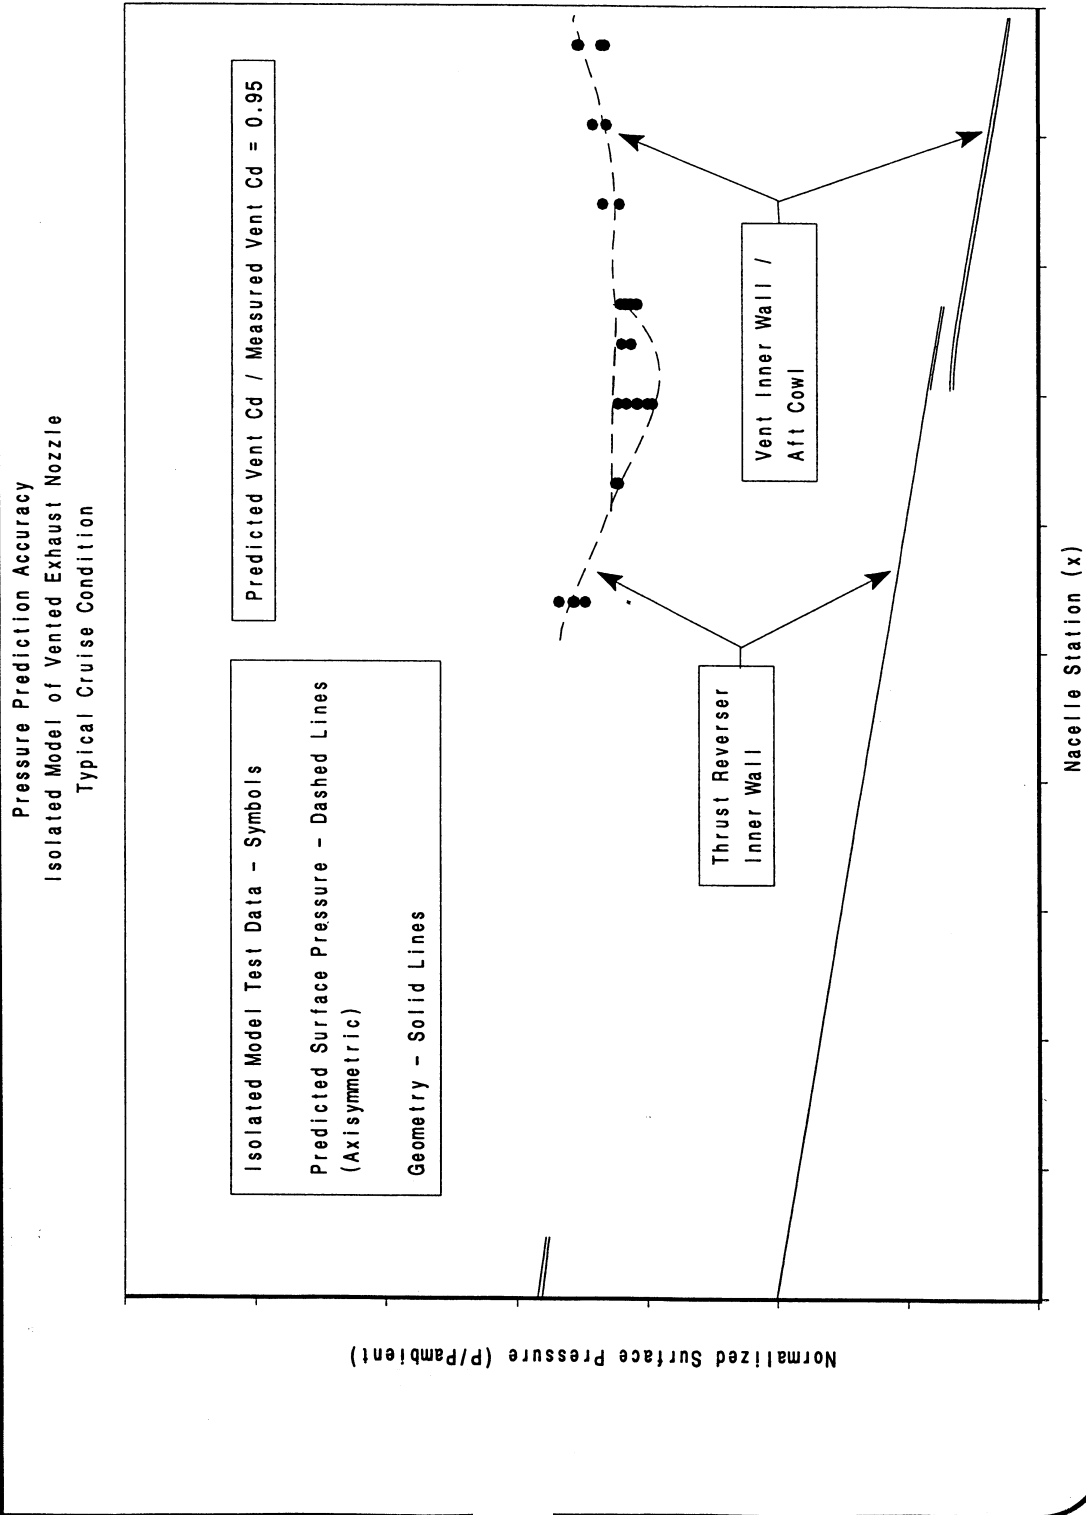 Pressure Prediction Accuracy
Isolated Model of Vented Exhaust Nozzle
Typical Cruise Condition
Predicted Vent Cd / Measured Vent Cd = 0.95
Isolated Model Test Data - Symbols
Predicted Surface Pressure - Dashed Lines
(Axisymmetric)
Geometry - Solid Lines
Thrust Reverser
Inner Wall
Vent Inner Wall /
Aft Cowl
Normalized Surface Pressure (P/Pambient)
Nacelle Station (x)